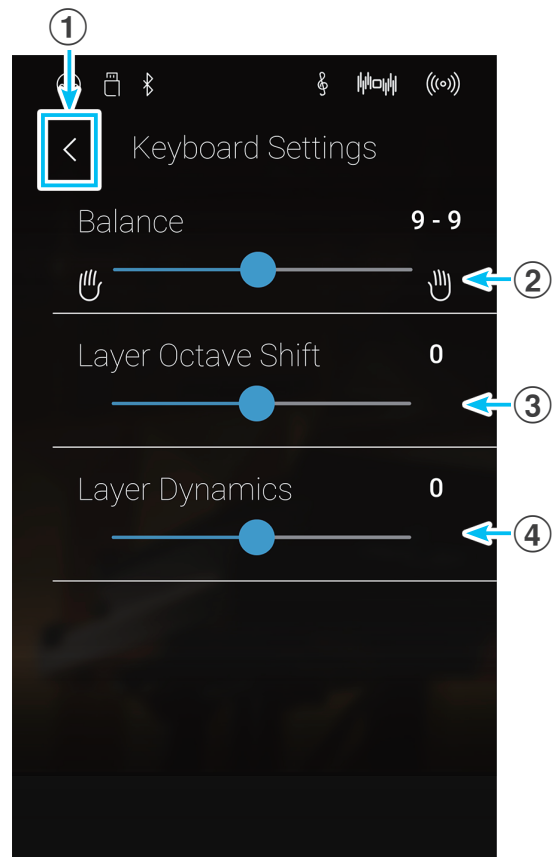 1
Keyboard Settings
Balance 9 - 9
2
Layer Octave Shift 0
3
Layer Dynamics 0
4